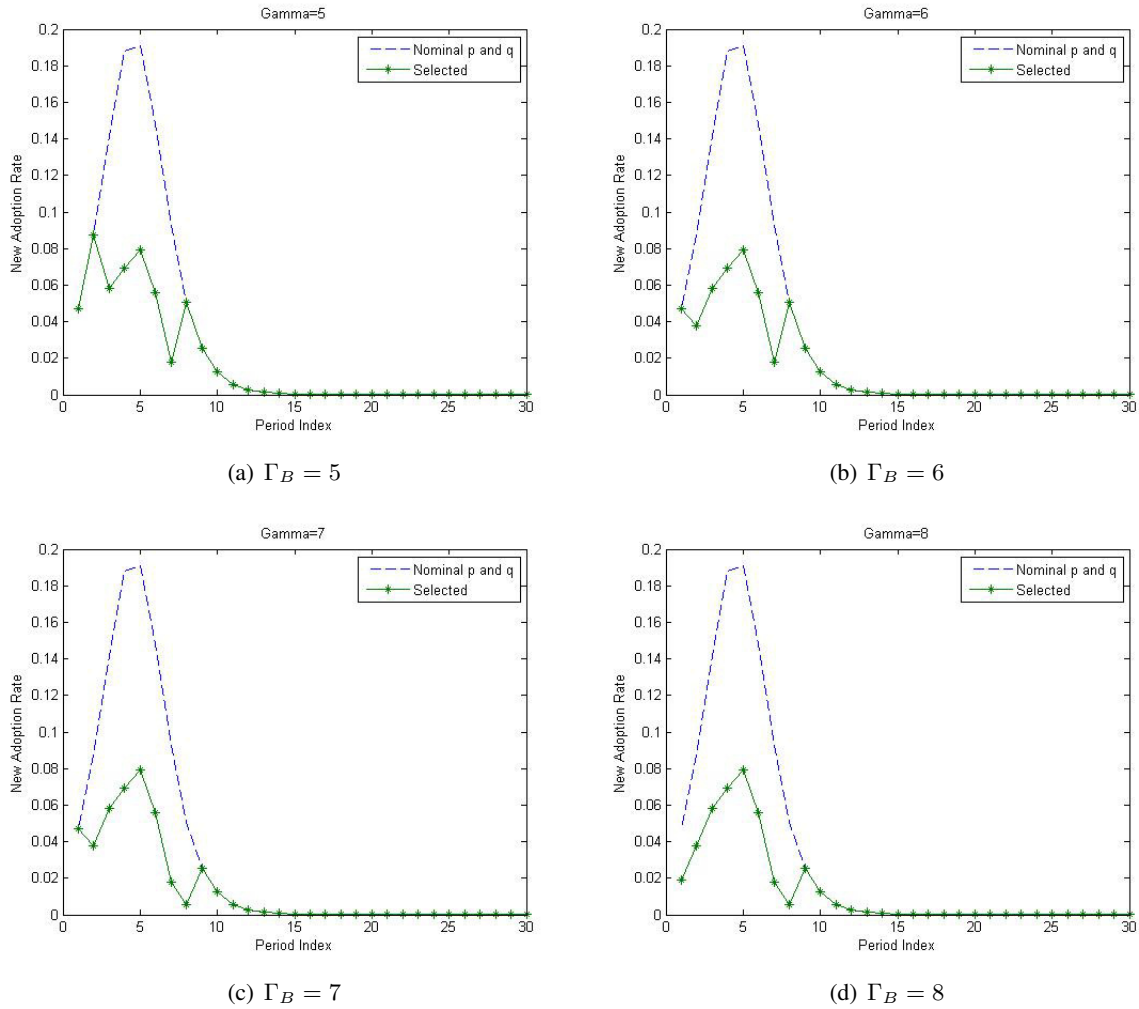 Gamma=5
0.2
0.18
0.16
0.14
0.12
0.1
0.08
0.06
0.04
0.02
0
New Adoption Rate
Nominal p and q
Selected
0 5 10 15 20 25 30
Period Index
(a) Γ_B = 5
Gamma=6
0.2
0.18
0.16
0.14
0.12
0.1
0.08
0.06
0.04
0.02
0
New Adoption Rate
Nominal p and q
Selected
0 5 10 15 20 25 30
Period Index
(b) Γ_B = 6
Gamma=7
0.2
0.18
0.16
0.14
0.12
0.1
0.08
0.06
0.04
0.02
0
New Adoption Rate
Nominal p and q
Selected
0 5 10 15 20 25 30
Period Index
(c) Γ_B = 7
Gamma=8
0.2
0.18
0.16
0.14
0.12
0.1
0.08
0.06
0.04
0.02
0
New Adoption Rate
Nominal p and q
Selected
0 5 10 15 20 25 30
Period Index
(d) Γ_B = 8